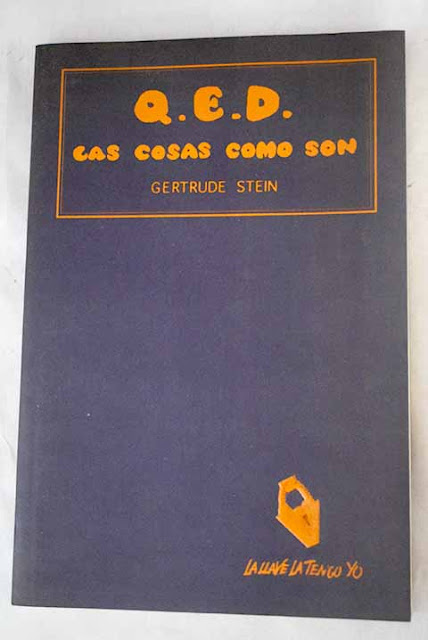 Q.E.D.
LAS COSAS COMO SON
GERTRUDE STEIN
LA LLAVE LA TENGO YO